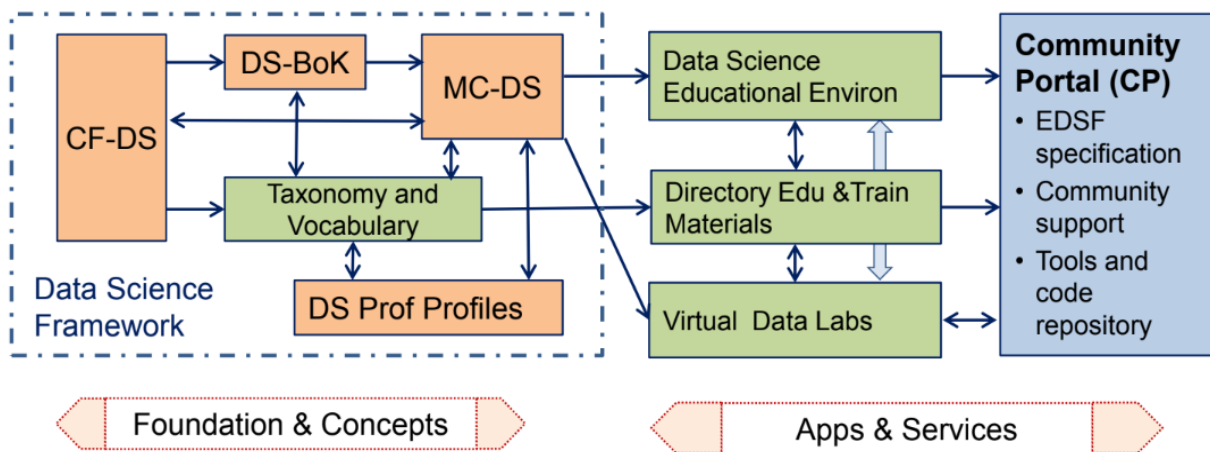 CF-DS
DS-BoK
MC-DS
Taxonomy and
Vocabulary
DS Prof Profiles
Data Science
Framework
Data Science
Educational Environ
Directory Edu &Train
Materials
Virtual  Data Labs
Community
Portal (CP)
• EDSF
specification
• Community
support
• Tools and
code
repository
Foundation & Concepts
Apps & Services